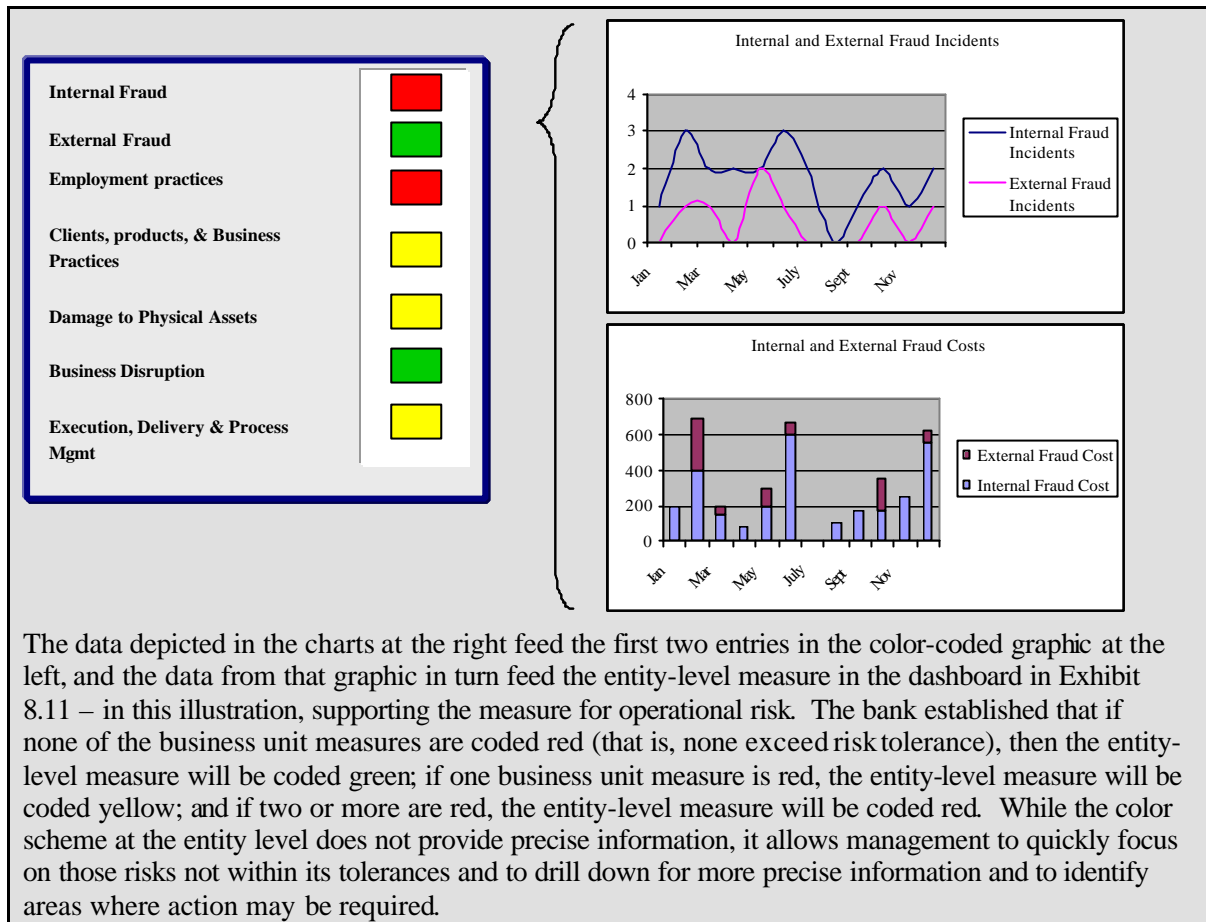 Internal Fraud
External Fraud
Employment practices
Clients, products, & Business
Practices
Damage to Physical Assets
Business Disruption
Execution, Delivery & Process
Mgmt
Internal and External Fraud Incidents
4
3
2
1
0
Jan
Mar
May
July
Sept
Nov
Internal Fraud
Incidents
External Fraud
Incidents
Internal and External Fraud Costs
800
600
400
200
0
Jan
Mar
May
July
Sept
Nov
External Fraud Cost
Internal Fraud Cost
The data depicted in the charts at the right feed the first two entries in the color-coded graphic at the
left, and the data from that graphic in turn feed the entity-level measure in the dashboard in Exhibit
8.11 – in this illustration, supporting the measure for operational risk.  The bank established that if
none of the business unit measures are coded red (that is, none exceed risk tolerance), then the entity-
level measure will be coded green; if one business unit measure is red, the entity-level measure will be
coded yellow; and if two or more are red, the entity-level measure will be coded red.  While the color
scheme at the entity level does not provide precise information, it allows management to quickly focus
on those risks not within its tolerances and to drill down for more precise information and to identify
areas where action may be required.